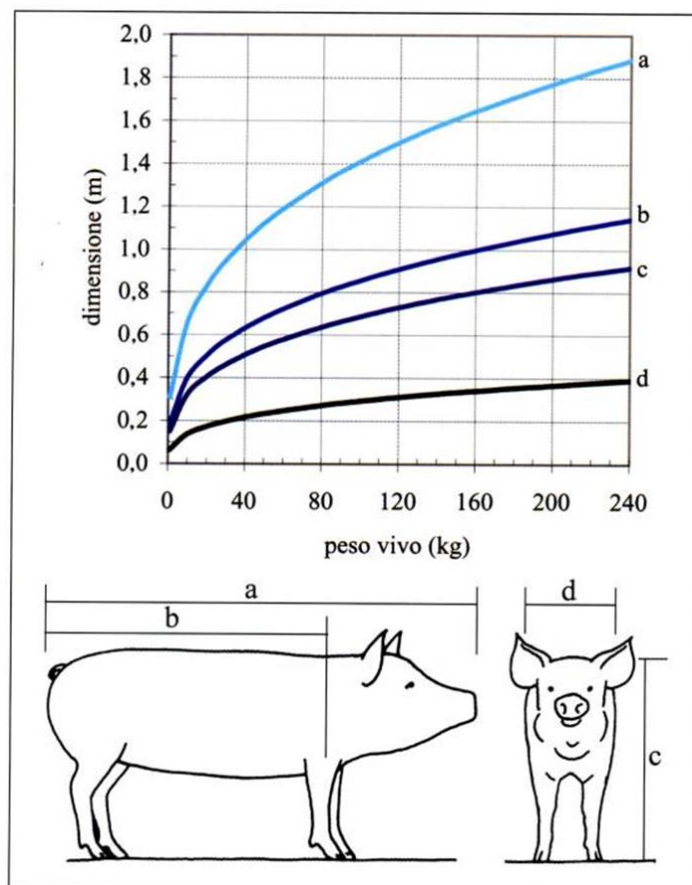 2,0
1,8
1,6
1,4
1,2
1,0
0,8
0,6
0,4
0,2
0,0
dimensione (m)
a
b
c
d
0 40 80 120 160 200 240
peso vivo (kg)
a
b
d
c